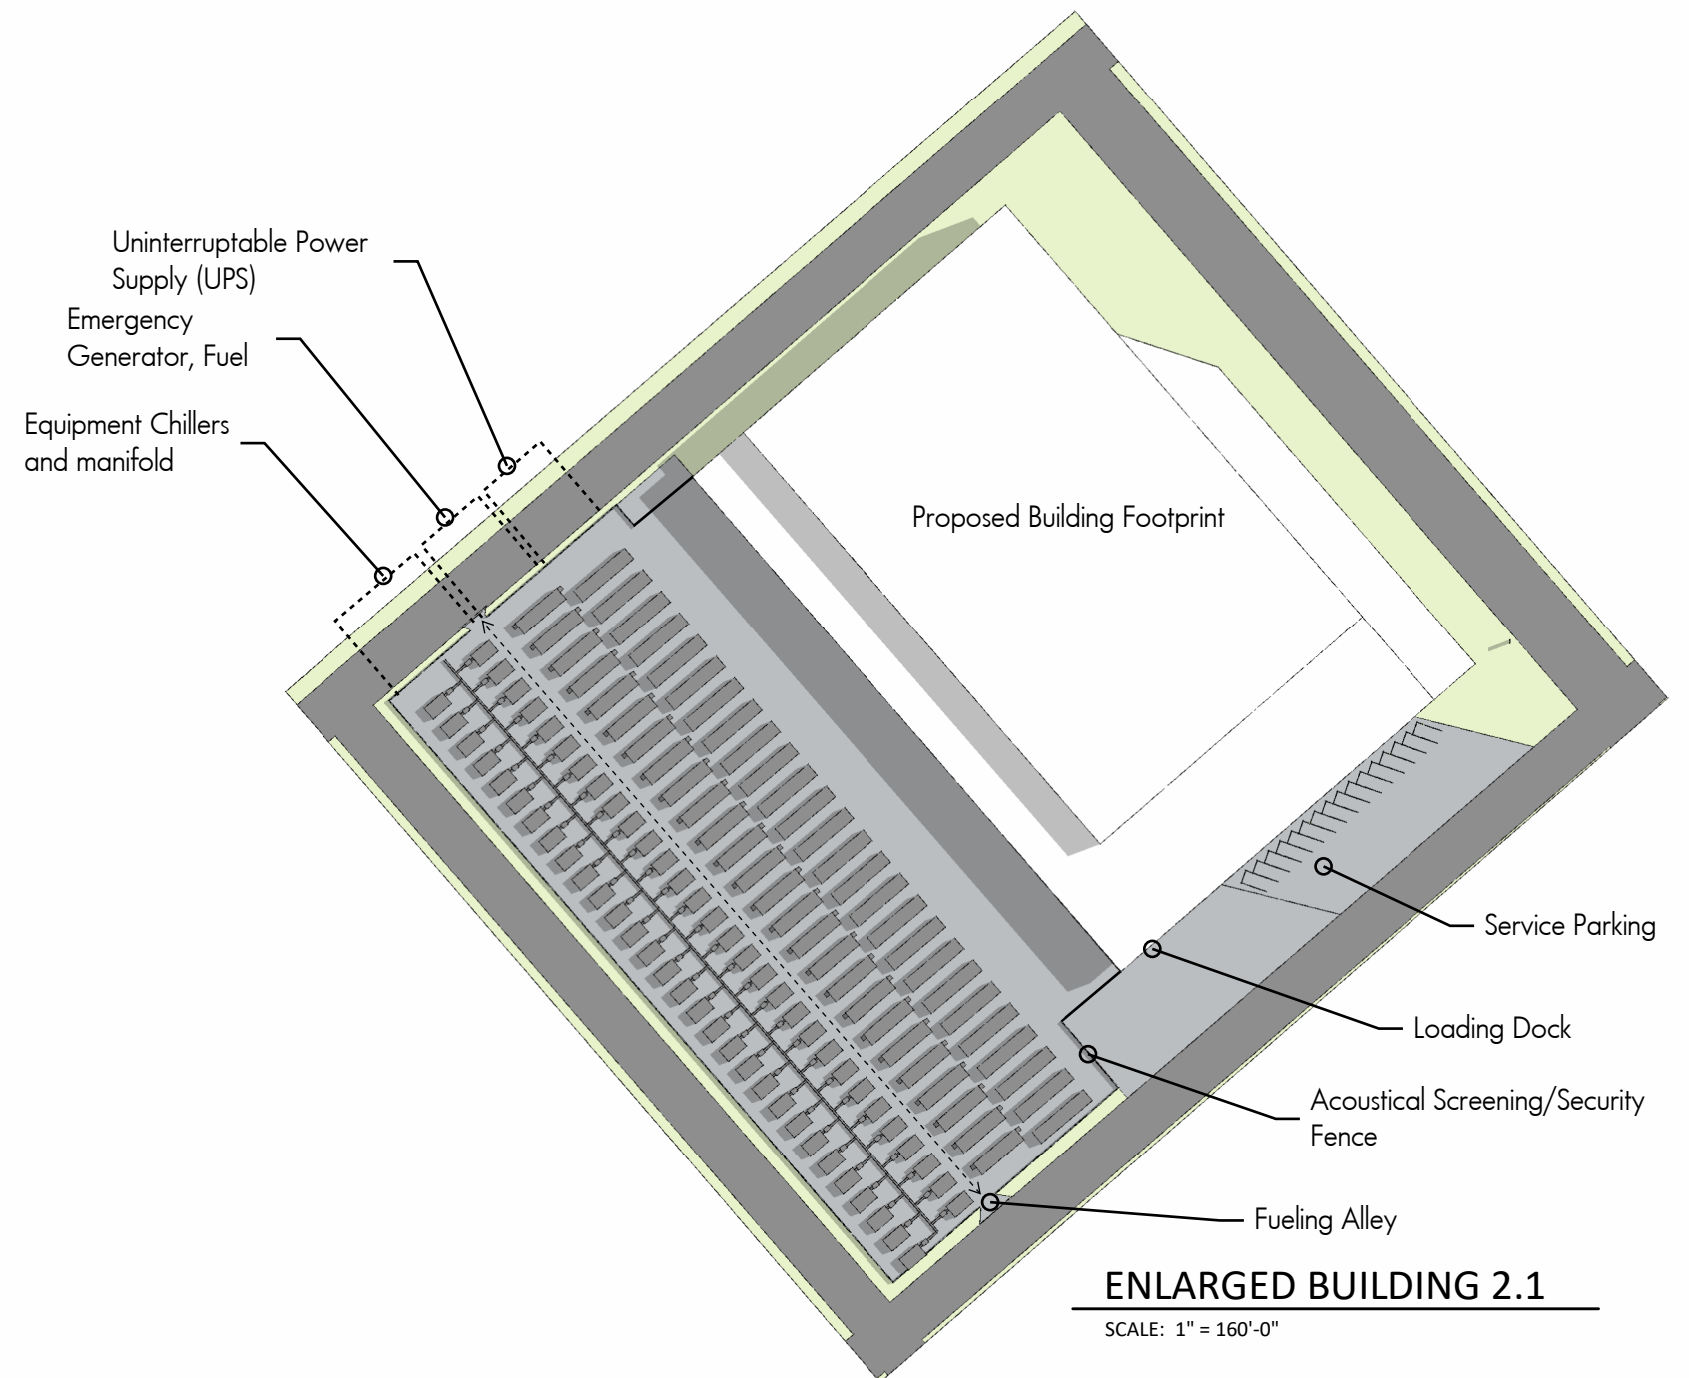 Uninterruptable Power
Supply (UPS)
Emergency
Generator, Fuel
Equipment Chillers
and manifold
Proposed Building Footprint
Service Parking
Loading Dock
Acoustical Screening/Security
Fence
Fueling Alley
ENLARGED BUILDING 2.1
SCALE: 1" = 160'-0"